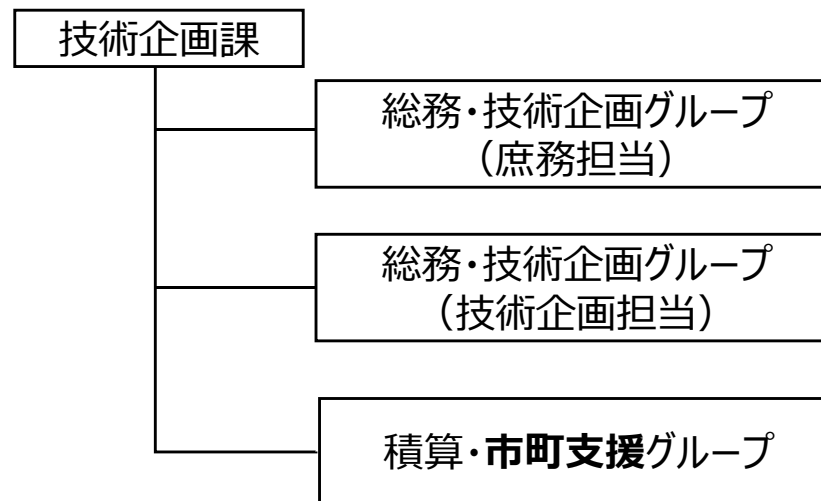 技術企画課
総務・技術企画グループ
（庶務担当）
総務・技術企画グループ
（技術企画担当）
積算・市町支援グループ